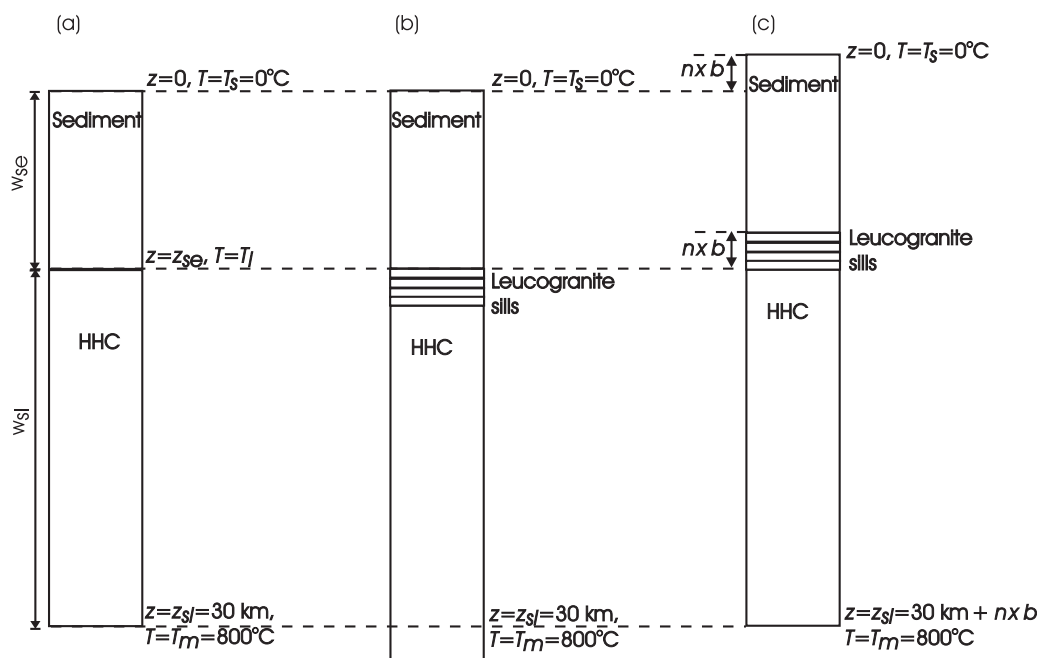 (a)
z=0, T=Ts=0°C
Sediment
wse
z=zse, T=Tl
HHC
wsl
z=zsl=30 km,
T=Tm=800°C
(b)
z=0, T=Ts=0°C
Sediment
Leucogranite
sills
HHC
z=zsl=30 km,
T=Tm=800°C
(c)
z=0, T=Ts=0°C
n x b
Sediment
n x b
Leucogranite
sills
HHC
z=zsl=30 km + n x b
T=Tm=800°C